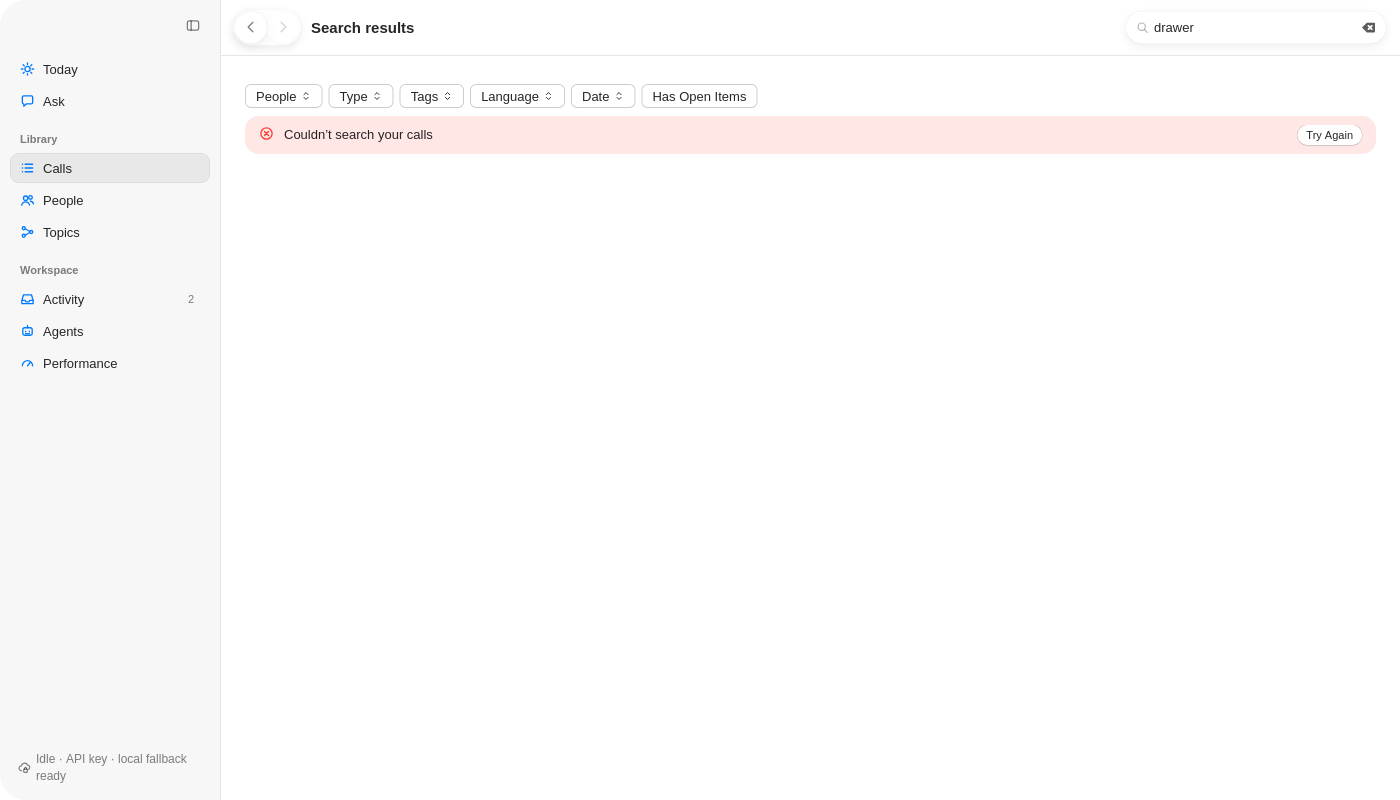 Search results
drawer
Today
Ask
Library
Calls
People
Topics
Workspace
Activity 2
Agents
Performance
Idle · API key · local fallback
ready
People Type Tags Language Date Has Open Items
Couldn’t search your calls Try Again